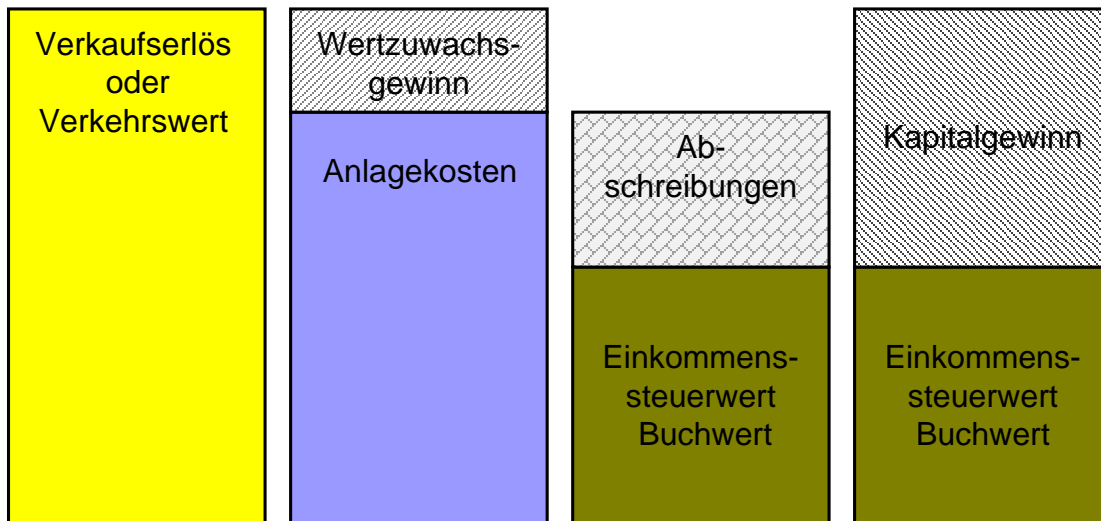 Verkaufserlös
oder
Verkehrswert
Wertzuwachs-
gewinn
Anlagekosten
Ab-
schreibungen
Einkommens-
steuerwert
Buchwert
Kapitalgewinn
Einkommens-
steuerwert
Buchwert